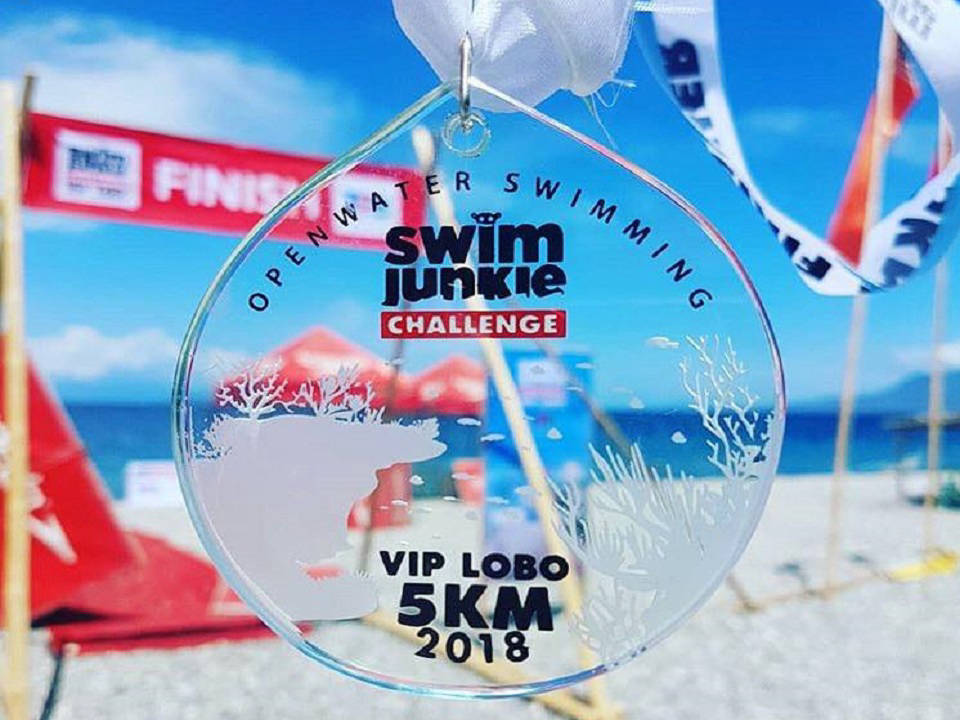 FINISH
OPENWATER SWIMMING
swim
junkie
CHALLENGE
VIP LOBO
5KM
2018